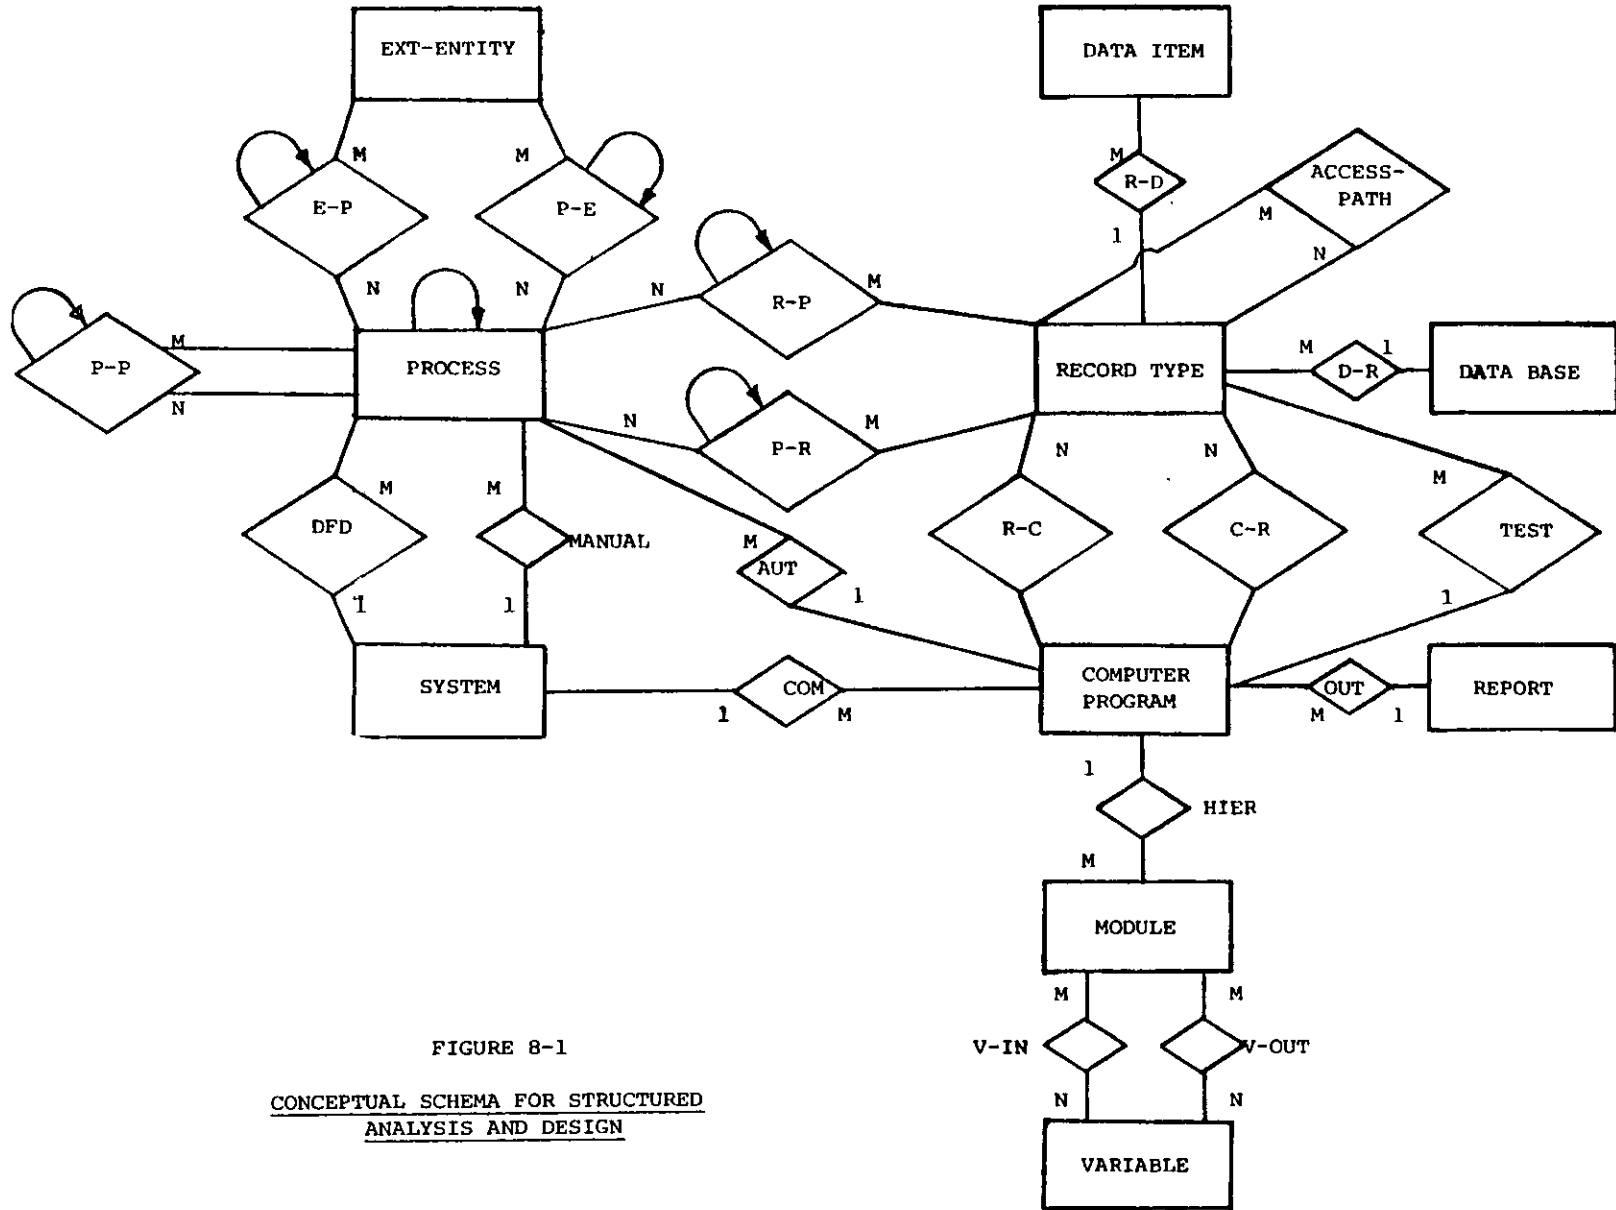 EXT-ENTITY
DATA ITEM
M
M
M
E-P
P-E
R-D
1
ACCESS-
PATH
M
N
N
N
N
R-P
M
M
P-P
N
PROCESS
RECORD TYPE
M
D-R
1
DATA BASE
N
P-R
M
M
DFD
1
M
MANUAL
1
M
AUT
1
N
R-C
N
C-R
M
TEST
1
SYSTEM
1
COM
M
COMPUTER
PROGRAM
OUT
M
1
REPORT
1
HIER
M
MODULE
M
M
V-IN
V-OUT
N
N
VARIABLE
FIGURE 8-1
CONCEPTUAL SCHEMA FOR STRUCTURED
ANALYSIS AND DESIGN